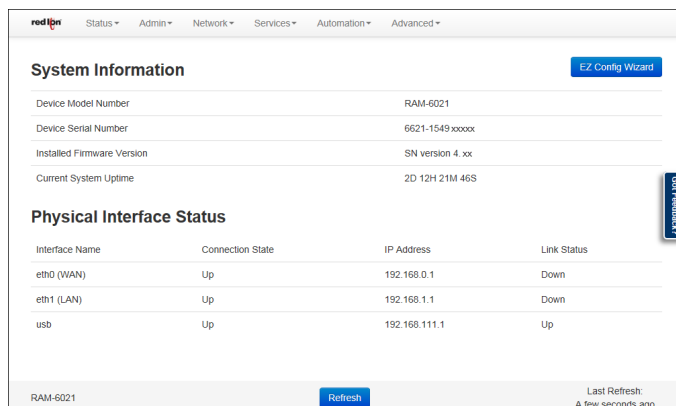 red lion Status Admin Network Services Automation Advanced
System Information
EZ Config Wizard
Device Model Number RAM-6021
Device Serial Number 6621-1549 xxxxx
Installed Firmware Version SN version 4. xx
Current System Uptime 2D 12H 21M 46S
Got Feedback?
Physical Interface Status
Interface Name Connection State IP Address Link Status
eth0 (WAN) Up 192.168.0.1 Down
eth1 (LAN) Up 192.168.1.1 Down
usb Up 192.168.111.1 Up
RAM-6021 Refresh Last Refresh:
A few seconds ago